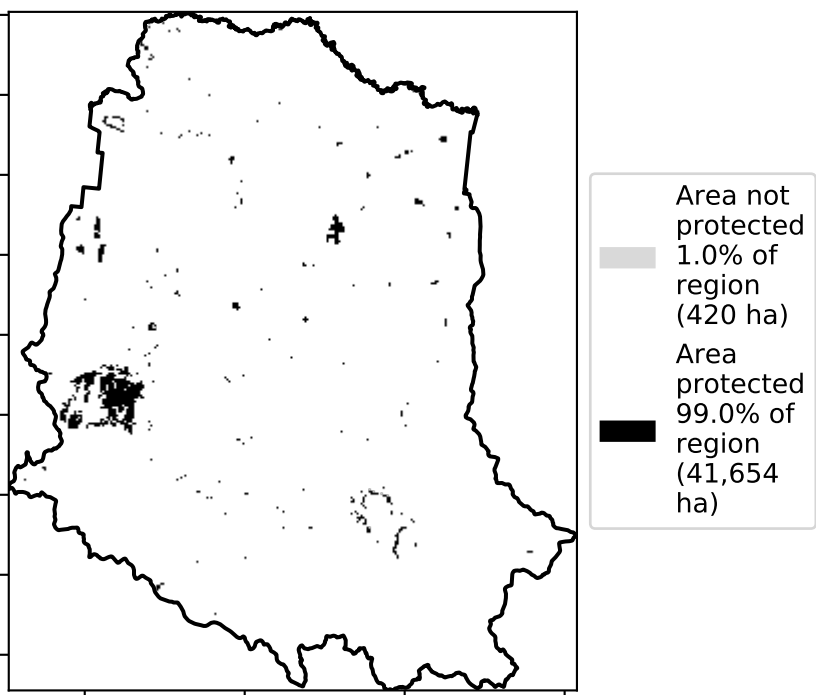 Area not
protected
1.0% of
region
(420 ha)
Area
protected
99.0% of
region
(41,654
ha)